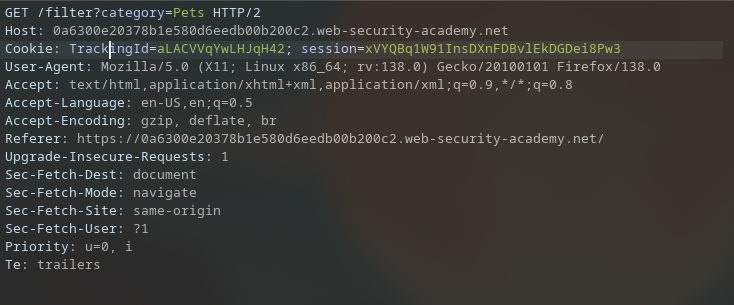 GET /filter?category=Pets HTTP/2
Host: 0a6300e20378b1e580d6eedb00b200c2.web-security-academy.net
Cookie: TrackingId=aLACVVqYwLHJqH42; session=xVYQBq1W91InsDXnFDBvlEkDGDei8Pw3
User-Agent: Mozilla/5.0 (X11; Linux x86_64; rv:138.0) Gecko/20100101 Firefox/138.0
Accept: text/html,application/xhtml+xml,application/xml;q=0.9,*/*;q=0.8
Accept-Language: en-US,en;q=0.5
Accept-Encoding: gzip, deflate, br
Referer: https://0a6300e20378b1e580d6eedb00b200c2.web-security-academy.net/
Upgrade-Insecure-Requests: 1
Sec-Fetch-Dest: document
Sec-Fetch-Mode: navigate
Sec-Fetch-Site: same-origin
Sec-Fetch-User: ?1
Priority: u=0, i
Te: trailers